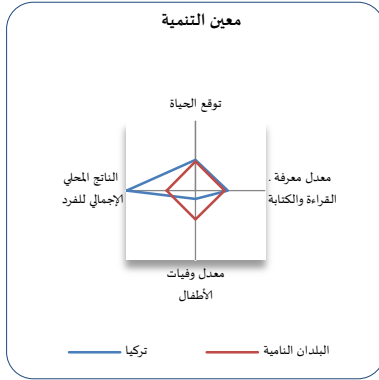 معين التنمية
توقع الحياة
معدل معرفة .
القراءة والكتابة
الناتج المحلي
الإجمالي للفرد
معدل وفيات
الأطفال
تركيا
البلدان النامية